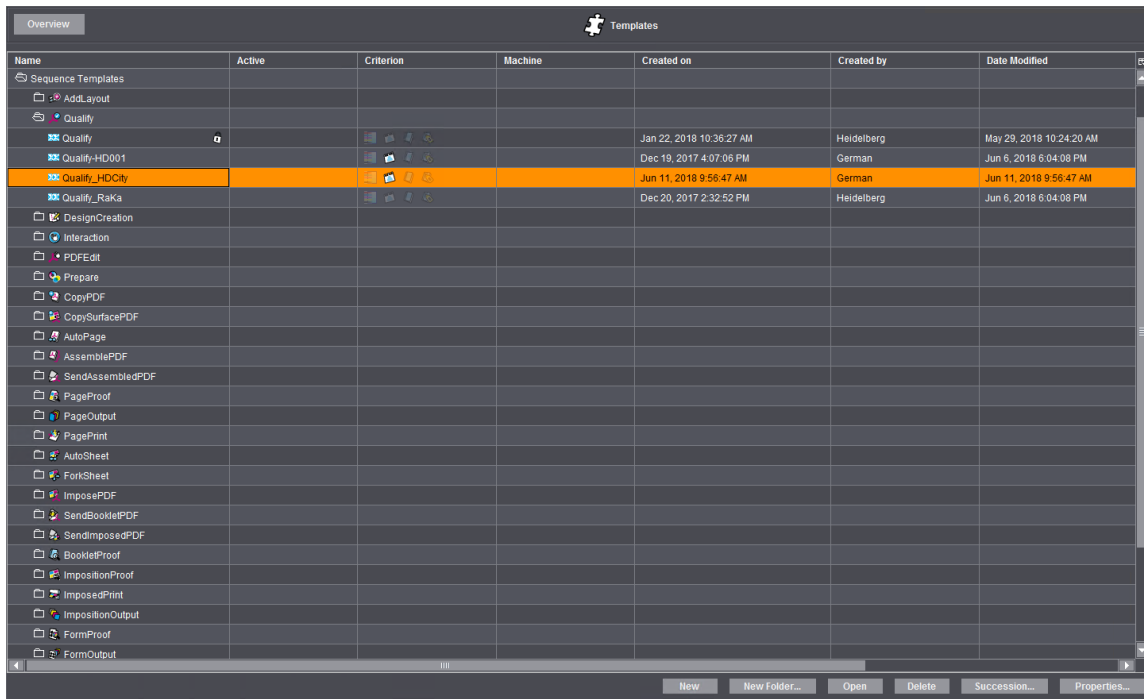 Overview
Templates
Name Active Criterion Machine Created on Created by Date Modified
Sequence Templates
AddLayout
Qualify
Qualify Jan 22, 2018 10:36:27 AM Heidelberg May 29, 2018 10:24:20 AM
Qualify-HD001 Dec 19, 2017 4:07:06 PM German Jun 6, 2018 6:04:08 PM
Qualify_HDCity Jun 11, 2018 9:56:47 AM German Jun 11, 2018 9:56:47 AM
Qualify_RaKa Dec 20, 2017 2:32:52 PM Heidelberg Jun 6, 2018 6:04:08 PM
DesignCreation
Interaction
PDFEdit
Prepare
CopyPDF
CopySurfacePDF
AutoPage
AssemblePDF
SendAssembledPDF
PageProof
PageOutput
PagePrint
AutoSheet
ForkSheet
ImposePDF
SendBookletPDF
SendImposedPDF
BookletProof
ImpositionProof
ImposedPrint
ImpositionOutput
FormProof
FormOutput
New New Folder... Open Delete Succession... Properties...